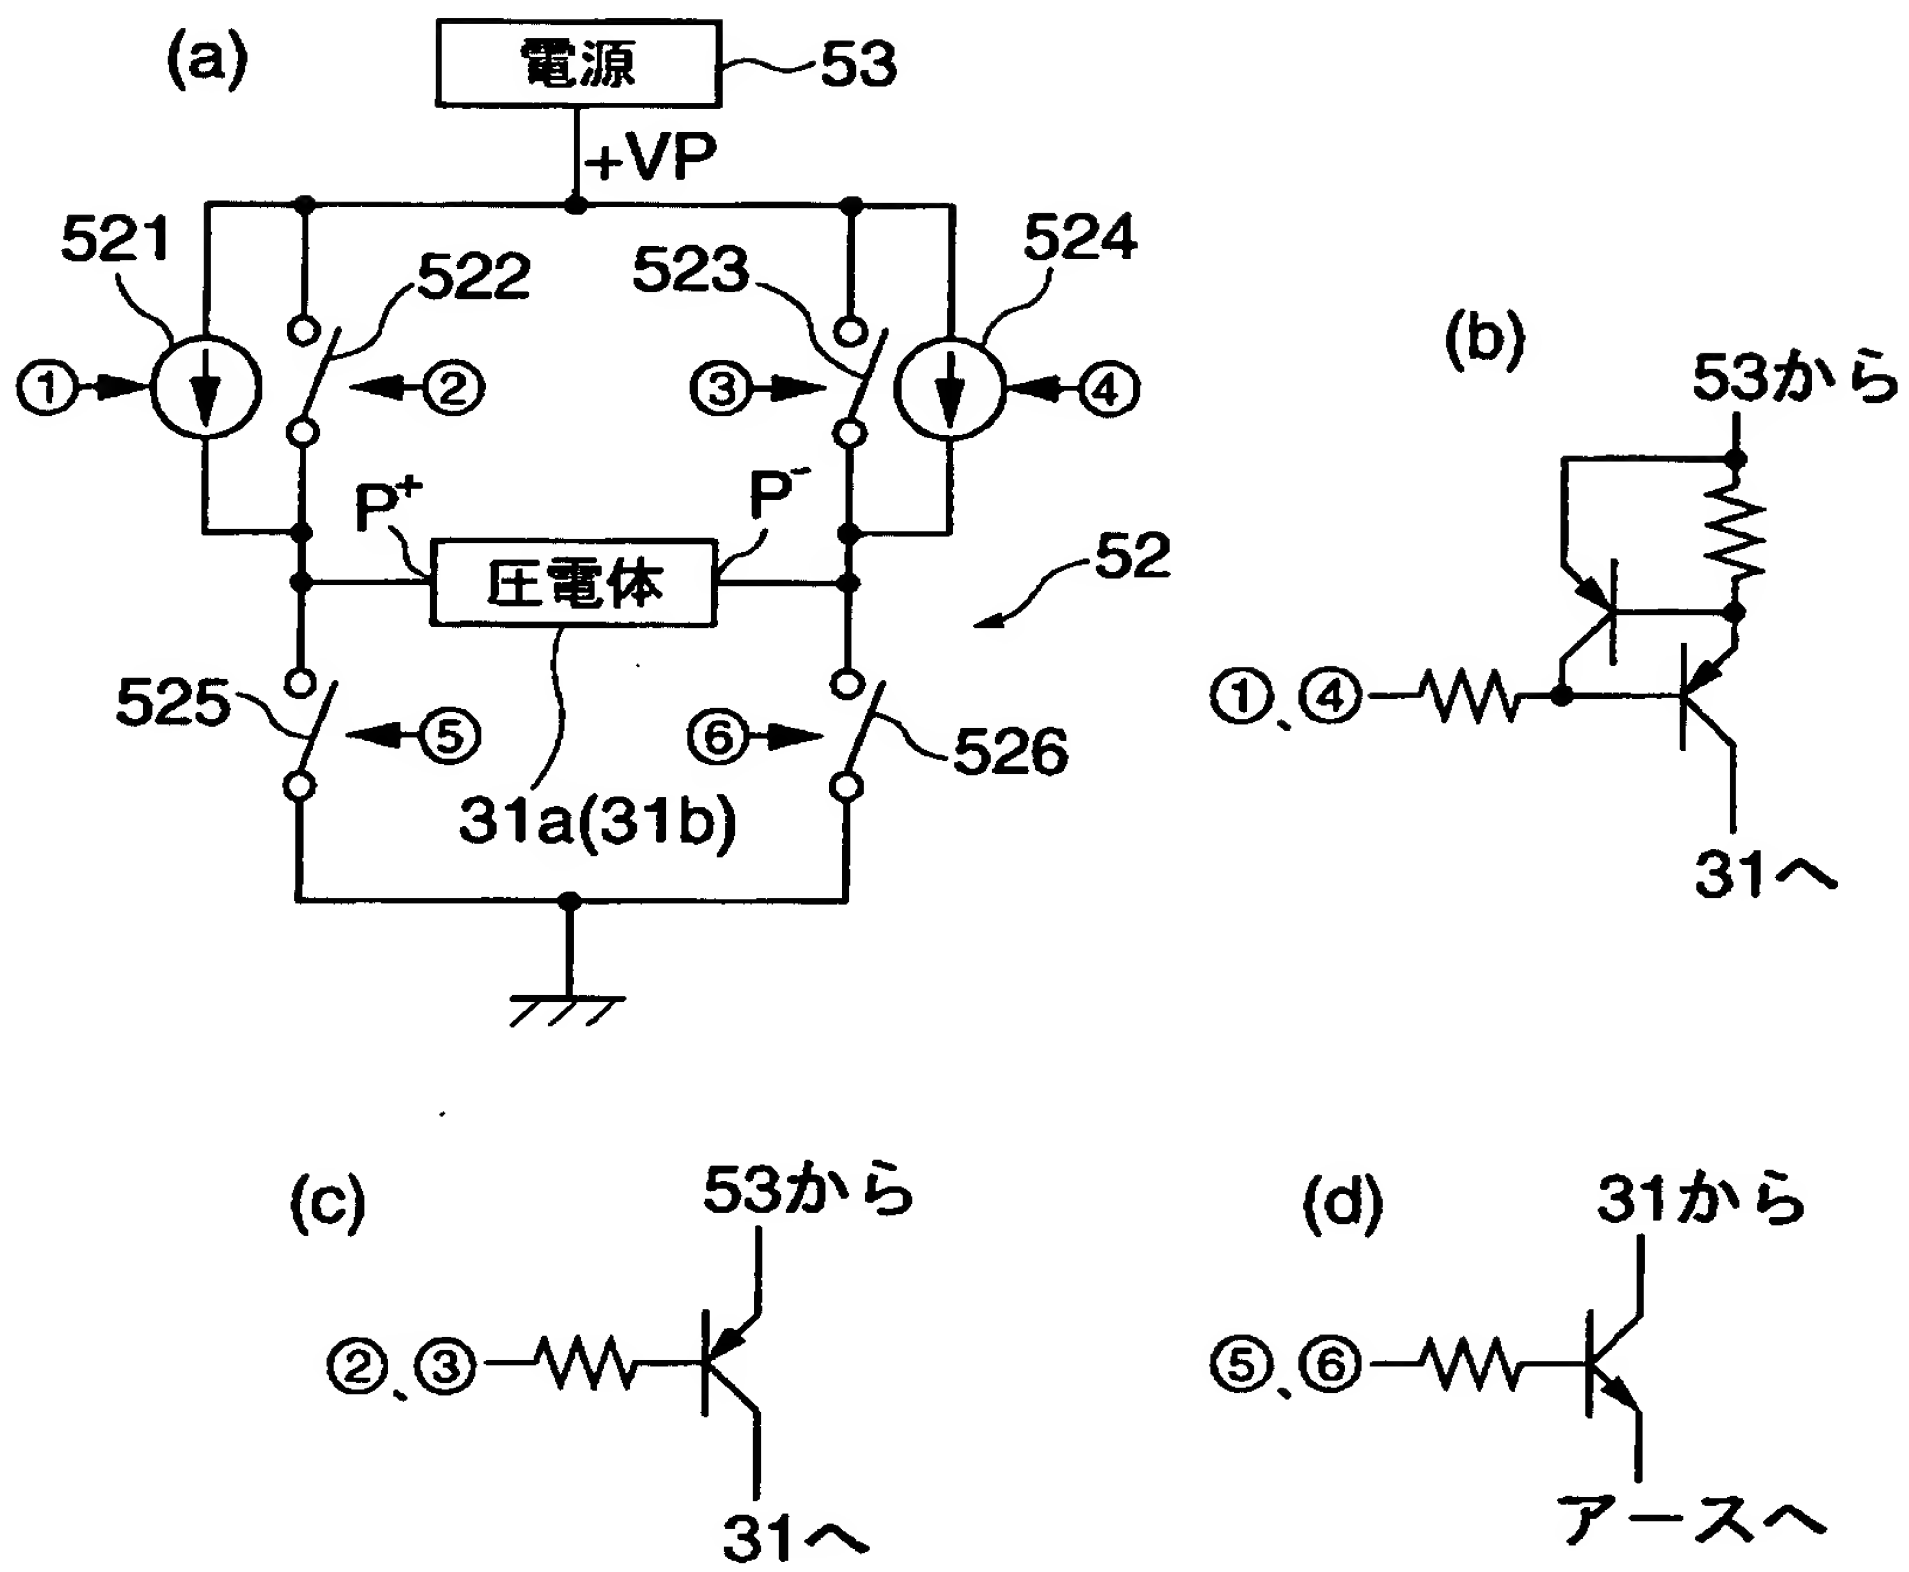 (a)
電源
53
+VP
521
522
523
524
①
②
③
④
P+
P-
圧電体
52
525
⑤
⑥
526
31a(31b)
(b)
53から
①、④
31へ
(c)
53から
②、③
31へ
(d)
31から
⑤、⑥
アースへ